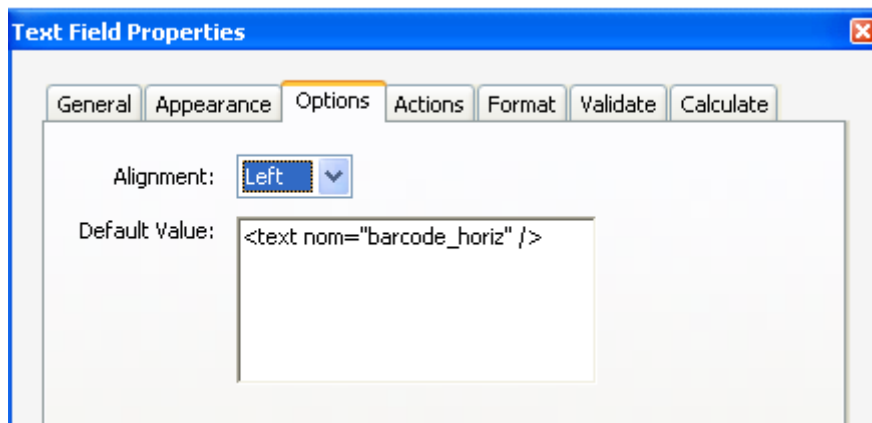 Text Field Properties
General Appearance Options Actions Format Validate Calculate
Alignment: Left
Default Value: <text nom="barcode_horiz" />